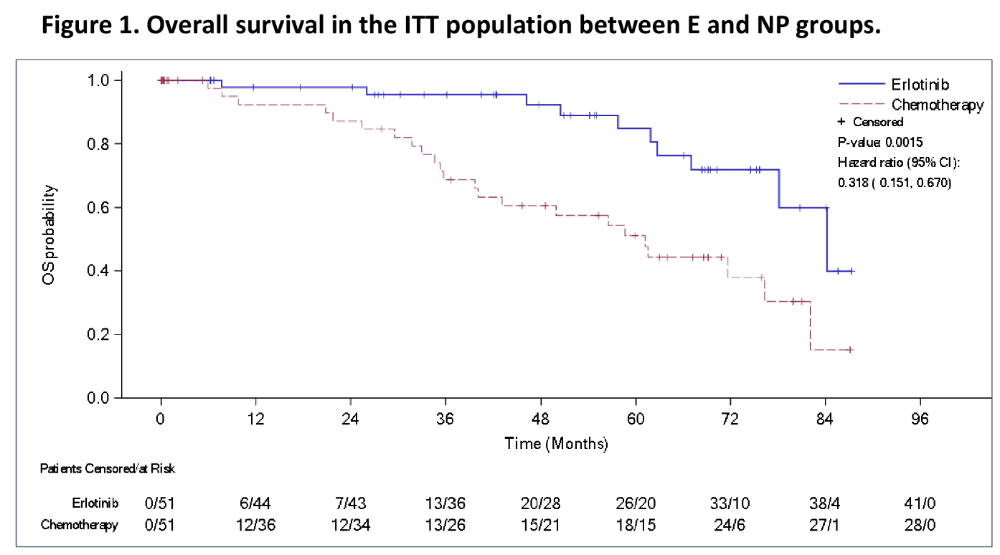 Figure 1. Overall survival in the ITT population between E and NP groups.
1.0
0.8
0.6
0.4
0.2
0.0
OS probability
Erlotinib
Chemotherapy
+ Censored
P-value: 0.0015
Hazard ratio (95% CI):
0.318 ( 0.151, 0.670)
0 12 24 36 48 60 72 84 96
Time (Months)
Patients Censored/at Risk
Erlotinib 0/51 6/44 7/43 13/36 20/28 26/20 33/10 38/4 41/0
Chemotherapy 0/51 12/36 12/34 13/26 15/21 18/15 24/6 27/1 28/0